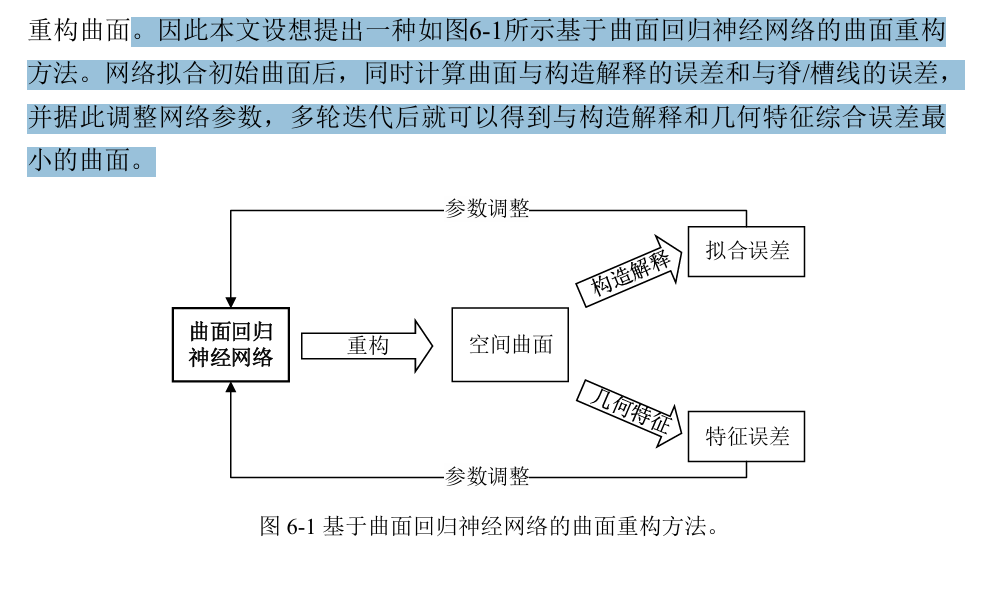 重构曲面。因此本文设想提出一种如图6-1所示基于曲面回归神经网络的曲面重构
方法。网络拟合初始曲面后，同时计算曲面与构造解释的误差和与脊/槽线的误差，
并据此调整网络参数，多轮迭代后就可以得到与构造解释和几何特征综合误差最
小的曲面。
参数调整
拟合误差
构造解释
曲面回归
神经网络
重构
空间曲面
几何特征
特征误差
参数调整
图 6-1 基于曲面回归神经网络的曲面重构方法。